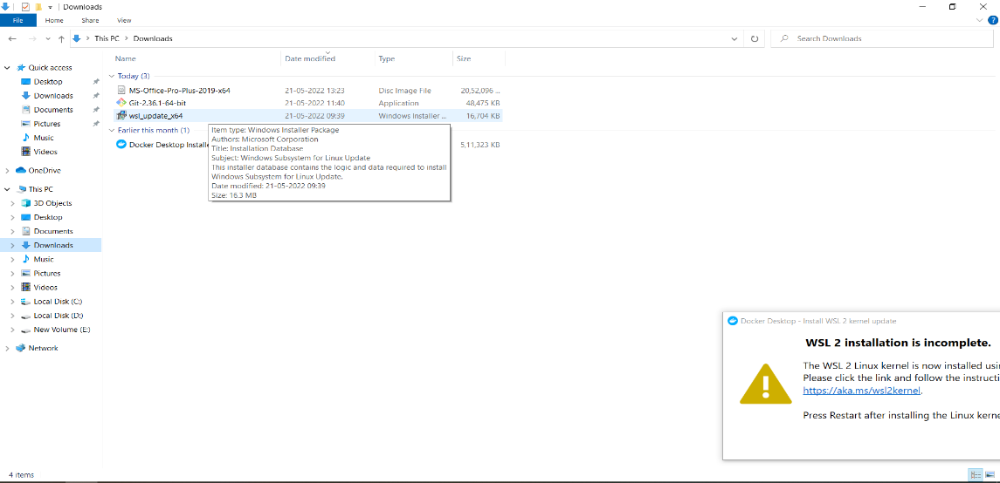 Downloads
File Home Share View
This PC > Downloads
Search Downloads
Name Date modified Type Size
Quick access
Desktop
Downloads
Documents
Pictures
Music
Videos
OneDrive
This PC
3D Objects
Desktop
Documents
Downloads
Music
Pictures
Videos
Local Disk (C:)
Local Disk (D:)
New Volume (E:)
Network
Today (3)
MS-Office-Pro-Plus-2019-x64 21-05-2022 13:23 Disc Image File 20,52,096 ...
Git-2.36.1-64-bit 21-05-2022 11:40 Application 48,475 KB
wsl_update_x64 21-05-2022 09:39 Windows Installer ... 16,704 KB
Earlier this month (1)
Docker Desktop Installe 5,11,323 KB
Item type: Windows Installer Package
Authors: Microsoft Corporation
Title: Installation Database
Subject: Windows Subsystem for Linux Update
This installer database contains the logic and data required to install
Windows Subsystem for Linux Update.
Date modified: 21-05-2022 09:39
Size: 16.3 MB
Docker Desktop - Install WSL 2 kernel update
WSL 2 installation is incomplete.
The WSL 2 Linux kernel is now installed usi
Please click the link and follow the instructi
https://aka.ms/wsl2kernel.
Press Restart after installing the Linux kerne
4 items